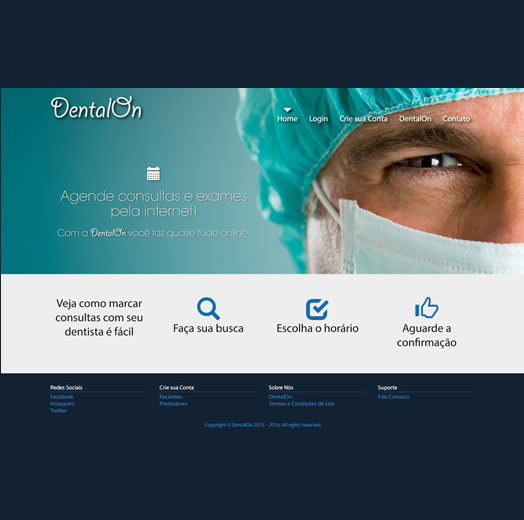 DentalOn
Home Login Crie sua Conta DentalOn Contato
Agende consultas e exames
pela internet!
Com a DentalOn você faz quase tudo online.
Veja como marcar
consultas com seu
dentista é fácil
Faça sua busca
Escolha o horário
Aguarde a
confirmação
Redes Sociais
Facebook
Instagram
Twitter
Crie sua Conta
Pacientes
Prestadores
Sobre Nós
DentalOn
Termos e Condições de Uso
Suporte
Fale Conosco
Copyright © DentalOn 2012 - 2016. All rights reserved.